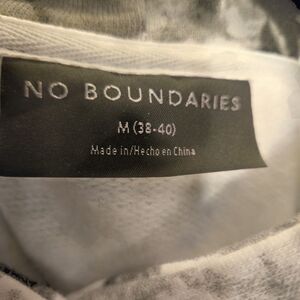 NO BOUNDARIES
M (38-40)
Made in/Hecho en China